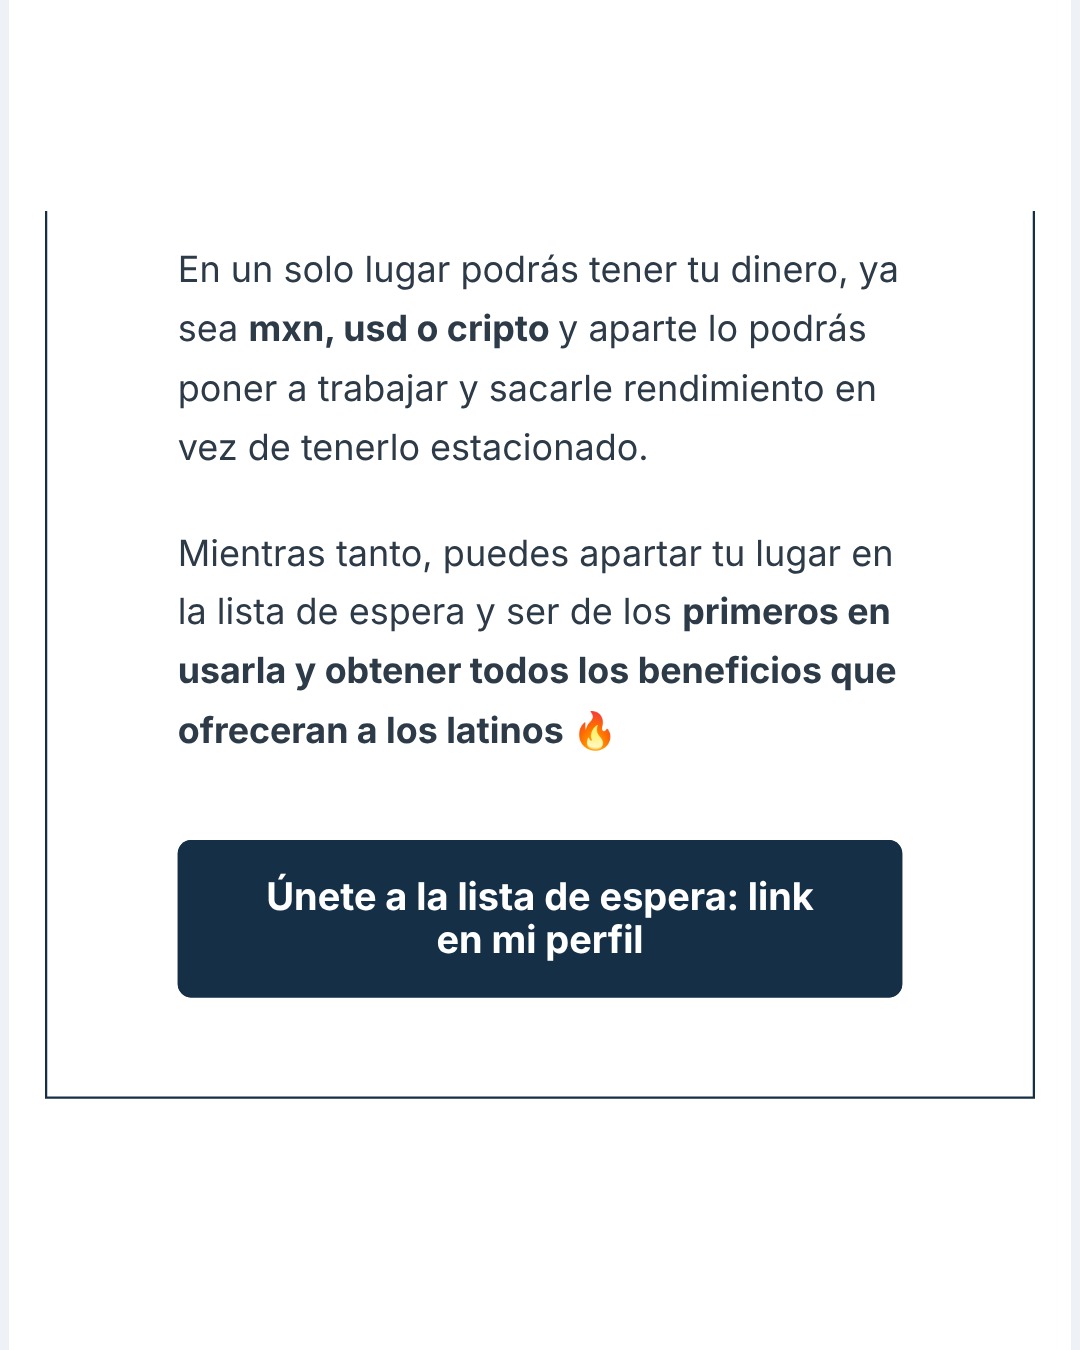 En un solo lugar podrás tener tu dinero, ya
sea mxn, usd o cripto y aparte lo podrás
poner a trabajar y sacarle rendimiento en
vez de tenerlo estacionado.
Mientras tanto, puedes apartar tu lugar en
la lista de espera y ser de los primeros en
usarla y obtener todos los beneficios que
ofreceran a los latinos 🔥
Únete a la lista de espera: link
en mi perfil